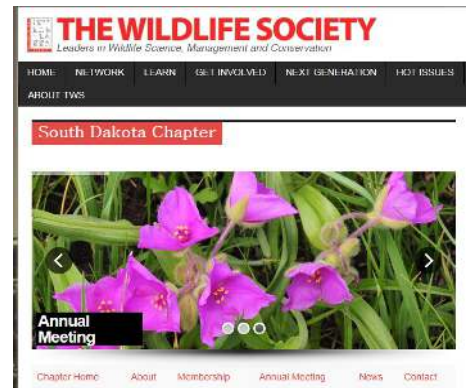 THE WILDLIFE SOCIETY
Leaders in Wildlife Science, Management and Conservation
HOME NETWORK LEARN GET INVOLVED NEXT GENERATION HOT ISSUES
ABOUT TWS
South Dakota Chapter
Annual
Meeting
Chapter Home About Membership Annual Meeting News Contact